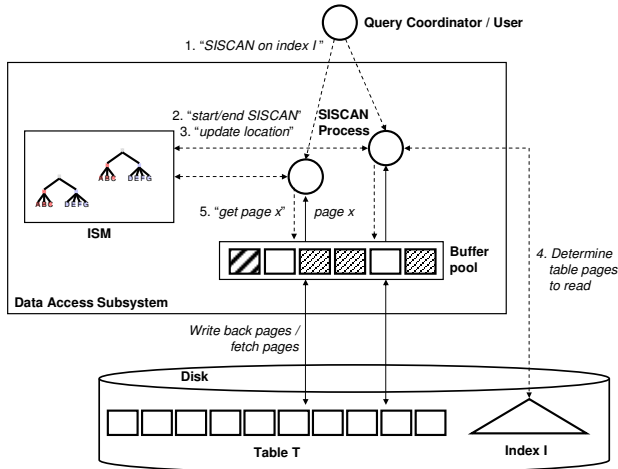 Query Coordinator / User
1. “SISCAN on index I”
2. “start/end SISCAN”
3. “update location”
SISCAN
Process
ABC DEFG
ABC DEFG
ISM
5. “get page x” page x
Buffer
pool
4. Determine
table pages
to read
Data Access Subsystem
Write back pages /
fetch pages
Disk
Table T
Index I